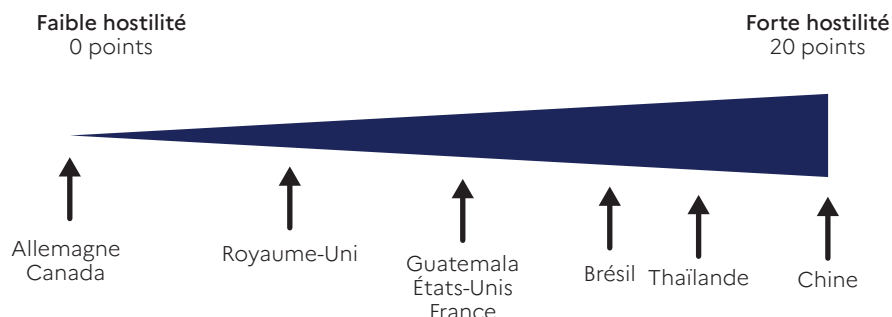 Faible hostilité
0 points
Forte hostilité
20 points
Allemagne
Canada
Royaume-Uni
Guatemala
États-Unis
France
Brésil
Thaïlande
Chine